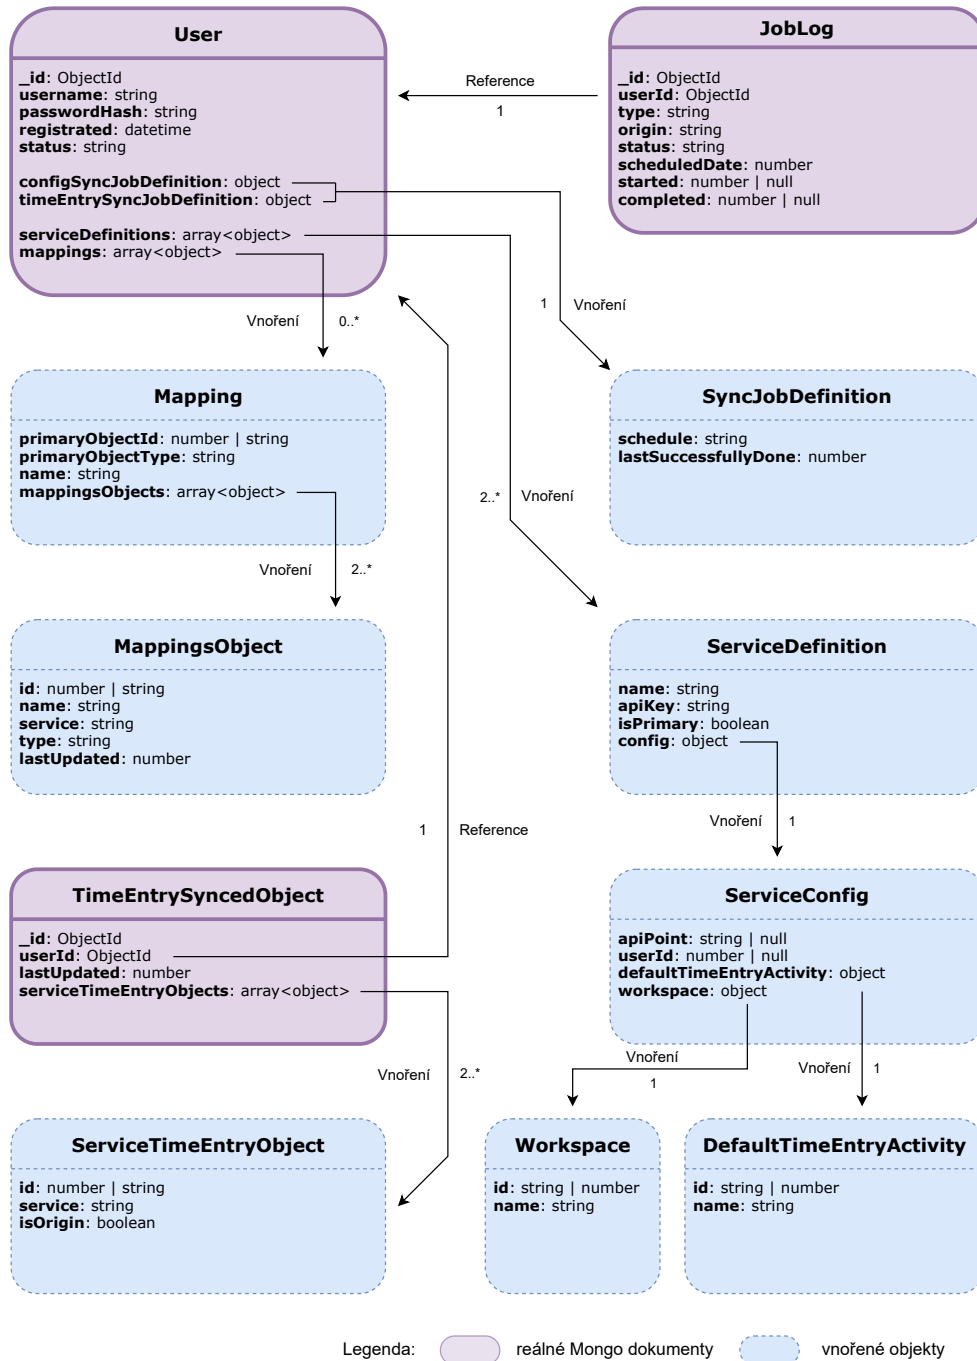 User
_id: ObjectId
username: string
passwordHash: string
registrated: datetime
status: string
configSyncJobDefinition: object
timeEntrySyncJobDefinition: object
serviceDefinitions: array<object>
mappings: array<object>
Reference
1
JobLog
_id: ObjectId
userId: ObjectId
type: string
origin: string
status: string
scheduledDate: number
started: number | null
completed: number | null
Vnoření
0..*
1
Vnoření
Mapping
primaryObjectId: number | string
primaryObjectType: string
name: string
mappingsObjects: array<object>
SyncJobDefinition
schedule: string
lastSuccessfullyDone: number
2..*
Vnoření
Vnoření
2..*
MappingsObject
id: number | string
name: string
service: string
type: string
lastUpdated: number
ServiceDefinition
name: string
apiKey: string
isPrimary: boolean
config: object
1
Reference
Vnoření
1
TimeEntrySyncedObject
_id: ObjectId
userId: ObjectId
lastUpdated: number
serviceTimeEntryObjects: array<object>
ServiceConfig
apiPoint: string | null
userId: number | null
defaultTimeEntryActivity: object
workspace: object
Vnoření
2..*
Vnoření
1
Vnoření
1
ServiceTimeEntryObject
id: number | string
service: string
isOrigin: boolean
Workspace
id: string | number
name: string
DefaultTimeEntryActivity
id: string | number
name: string
Legenda:
reálné Mongo dokumenty
vnořené objekty